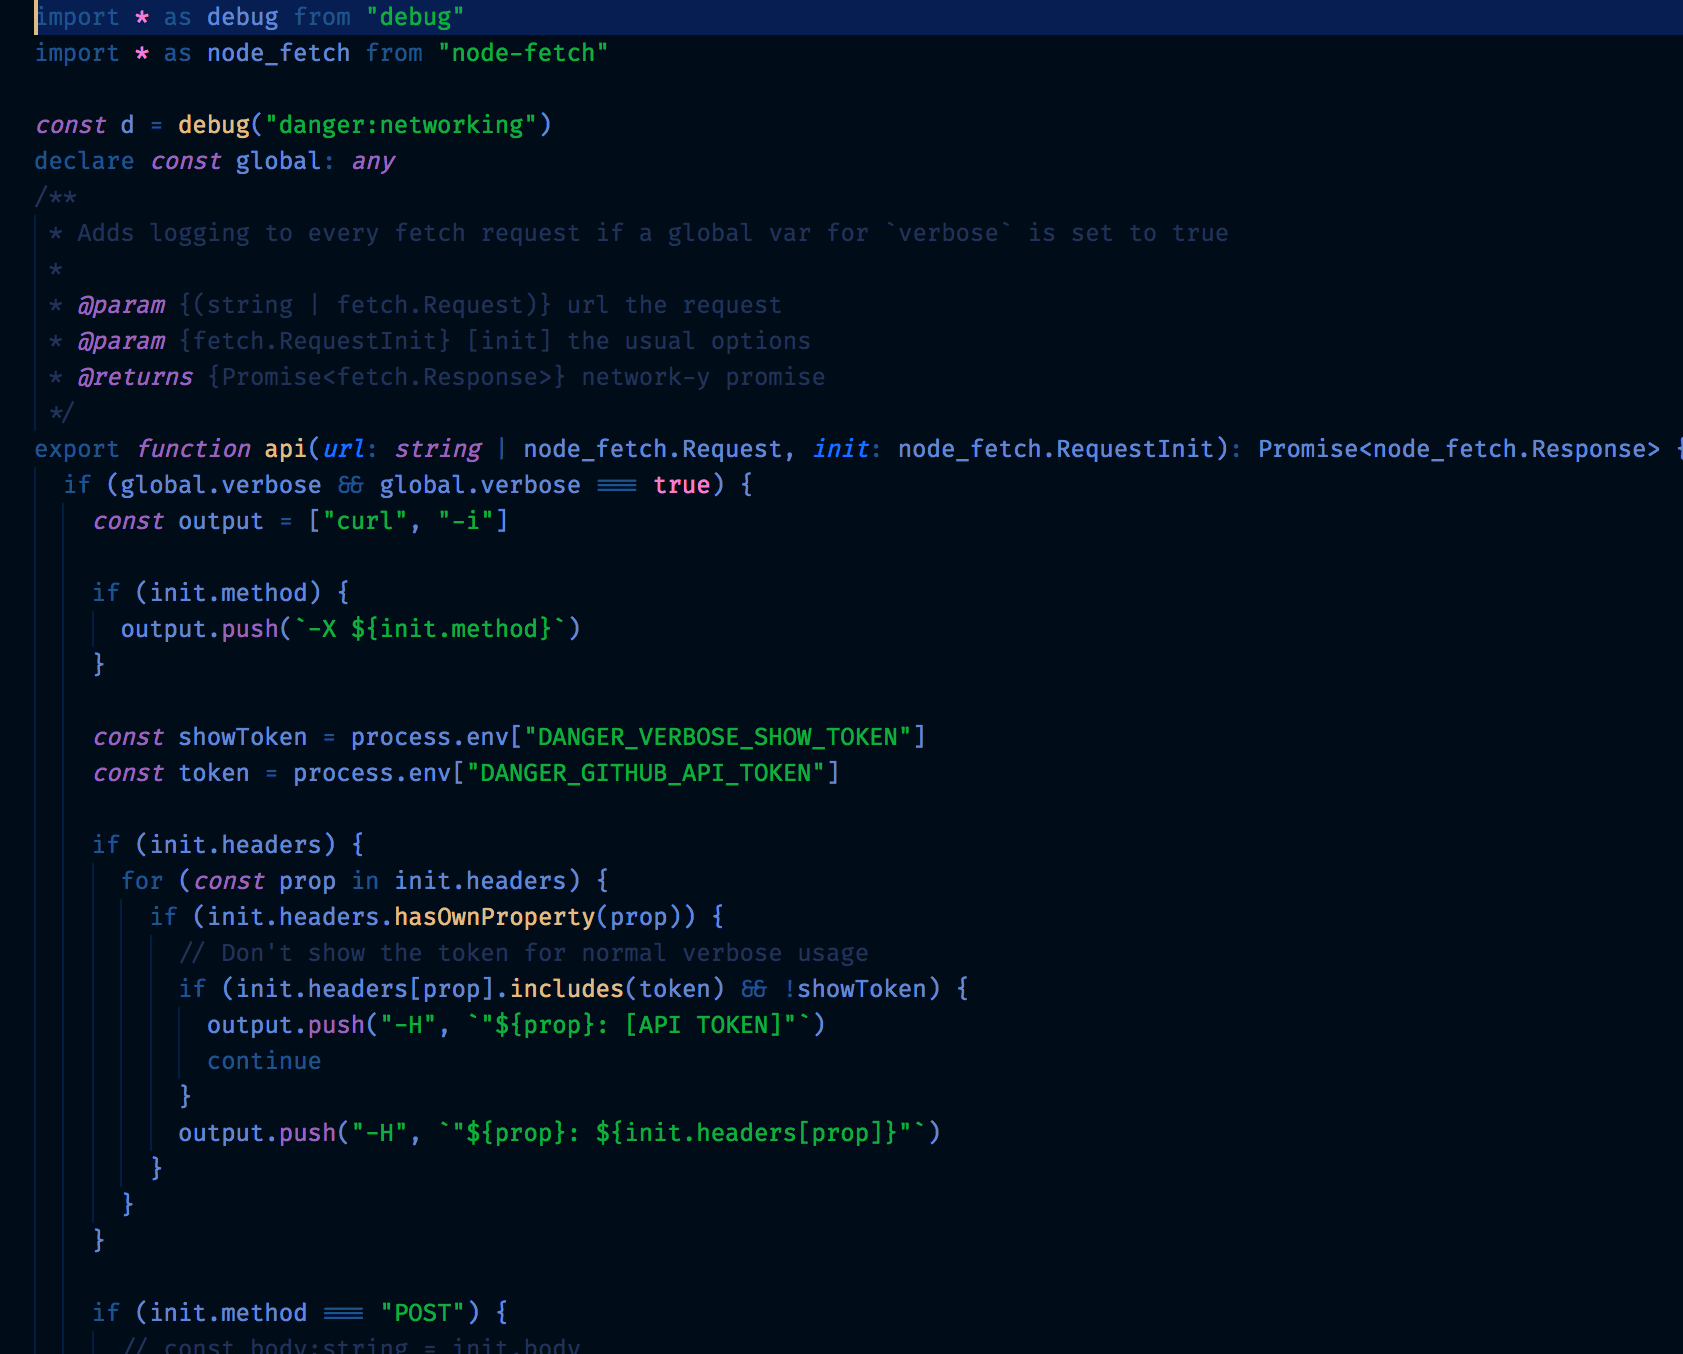 import * as debug from "debug"
import * as node_fetch from "node-fetch"

const d = debug("danger:networking")
declare const global: any
/**
 * Adds logging to every fetch request if a global var for `verbose` is set to true
 *
 * @param {(string | fetch.Request)} url the request
 * @param {fetch.RequestInit} [init] the usual options
 * @returns {Promise<fetch.Response>} network-y promise
 */
export function api(url: string | node_fetch.Request, init: node_fetch.RequestInit): Promise<node_fetch.Response> {
  if (global.verbose && global.verbose === true) {
    const output = ["curl", "-i"]

    if (init.method) {
      output.push(`-X ${init.method}`)
    }

    const showToken = process.env["DANGER_VERBOSE_SHOW_TOKEN"]
    const token = process.env["DANGER_GITHUB_API_TOKEN"]

    if (init.headers) {
      for (const prop in init.headers) {
        if (init.headers.hasOwnProperty(prop)) {
          // Don't show the token for normal verbose usage
          if (init.headers[prop].includes(token) && !showToken) {
            output.push("-H", `"${prop}: [API TOKEN]"`)
            continue
          }
          output.push("-H", `"${prop}: ${init.headers[prop]}"`)
        }
      }
    }

    if (init.method === "POST") {
      // const body:string = init.body